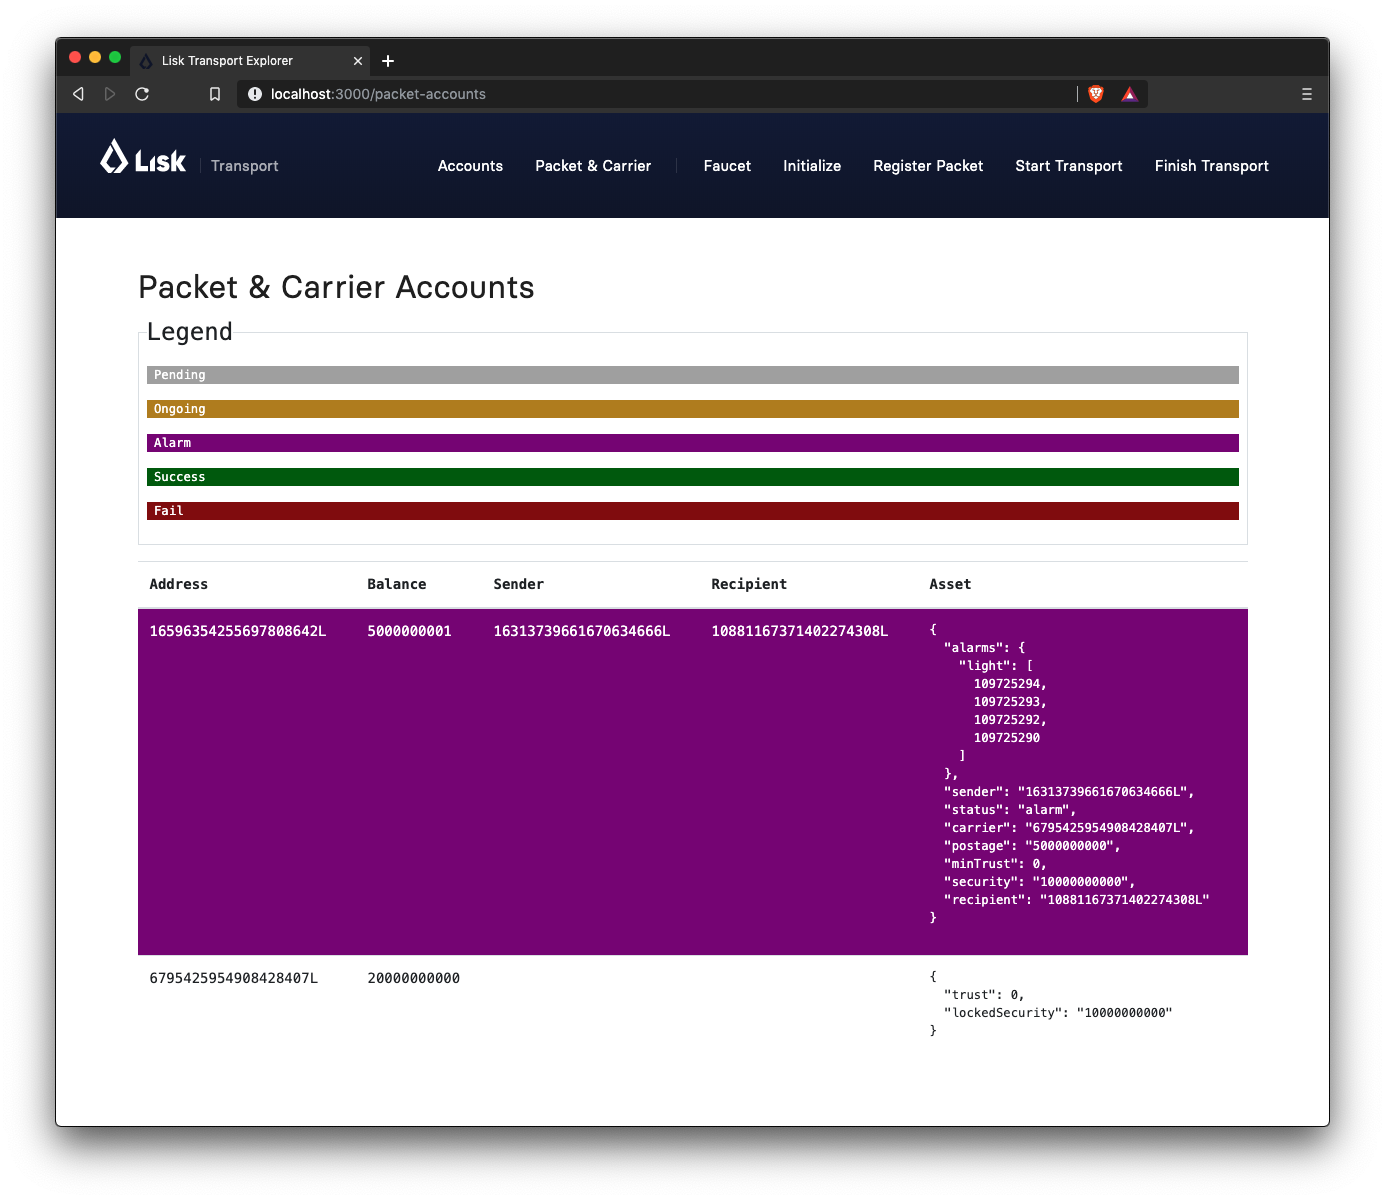 Lisk Transport Explorer
localhost:3000/packet-accounts
Lisk Transport Accounts Packet & Carrier Faucet Initialize Register Packet Start Transport Finish Transport
Packet & Carrier Accounts
Legend
Pending
Ongoing
Alarm
Success
Fail
Address Balance Sender Recipient Asset
16596354255697808642L 5000000001 16313739661670634666L 10881167371402274308L {
"alarms": {
"light": [
109725294,
109725293,
109725292,
109725290
]
},
"sender": "16313739661670634666L",
"status": "alarm",
"carrier": "6795425954908428407L",
"postage": "5000000000",
"minTrust": 0,
"security": "10000000000",
"recipient": "10881167371402274308L"
}
6795425954908428407L 20000000000 {
"trust": 0,
"lockedSecurity": "10000000000"
}